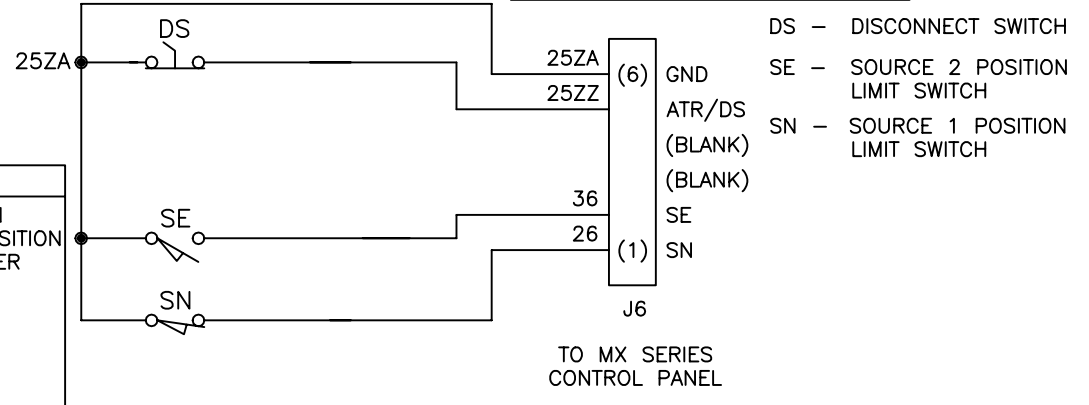 DS
25ZA
25ZA
(6) GND
25ZZ
ATR/DS
(BLANK)
(BLANK)
SE
36
SE
26
(1) SN
SN
J6
TO MX SERIES
CONTROL PANEL
DS – DISCONNECT SWITCH
SE – SOURCE 2 POSITION
LIMIT SWITCH
SN – SOURCE 1 POSITION
LIMIT SWITCH